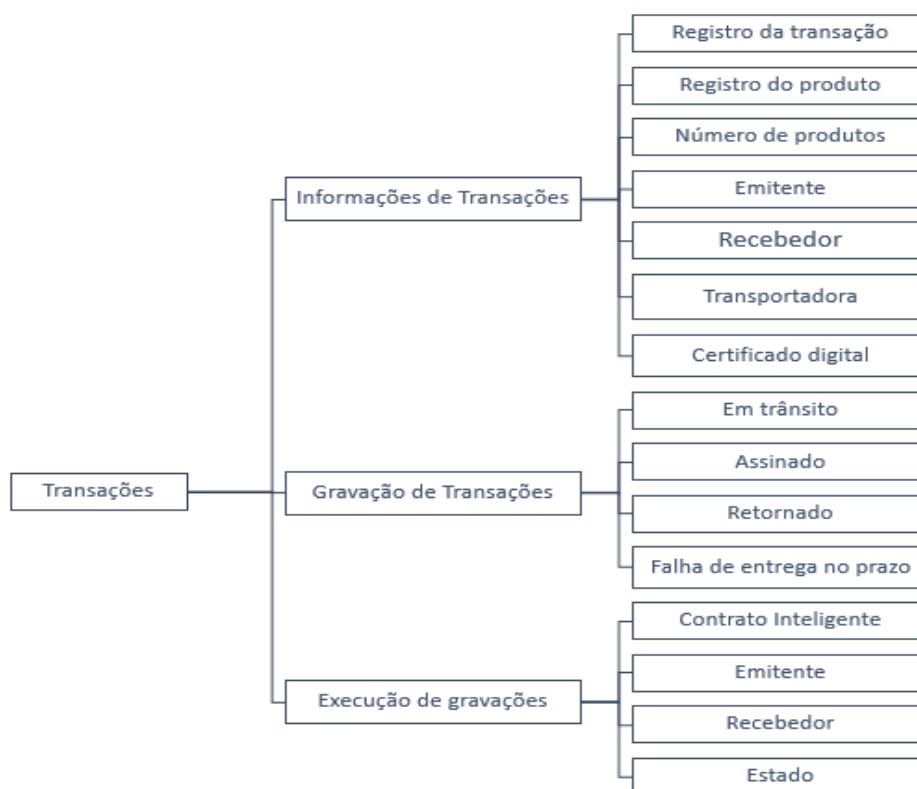 Registro da transação
Registro do produto
Número de produtos
Informações de Transações
Emitente
Recebedor
Transportadora
Certificado digital
Em trânsito
Assinado
Transações
Gravação de Transações
Retornado
Falha de entrega no prazo
Contrato Inteligente
Emitente
Execução de gravações
Recebedor
Estado